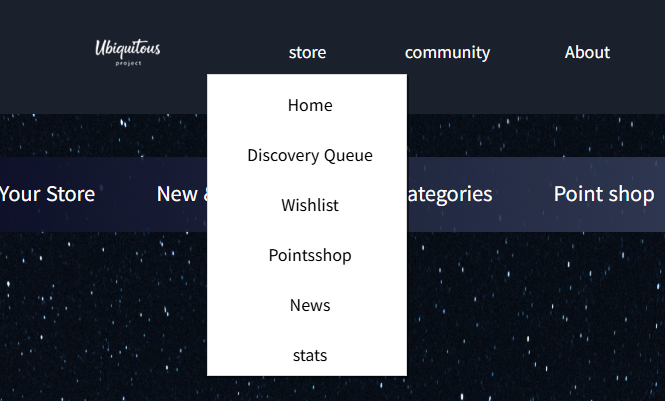 Ubiquitous
project
store community About
Home
Discovery Queue
Your Store New ategories Point shop
Wishlist
Pointsshop
News
stats